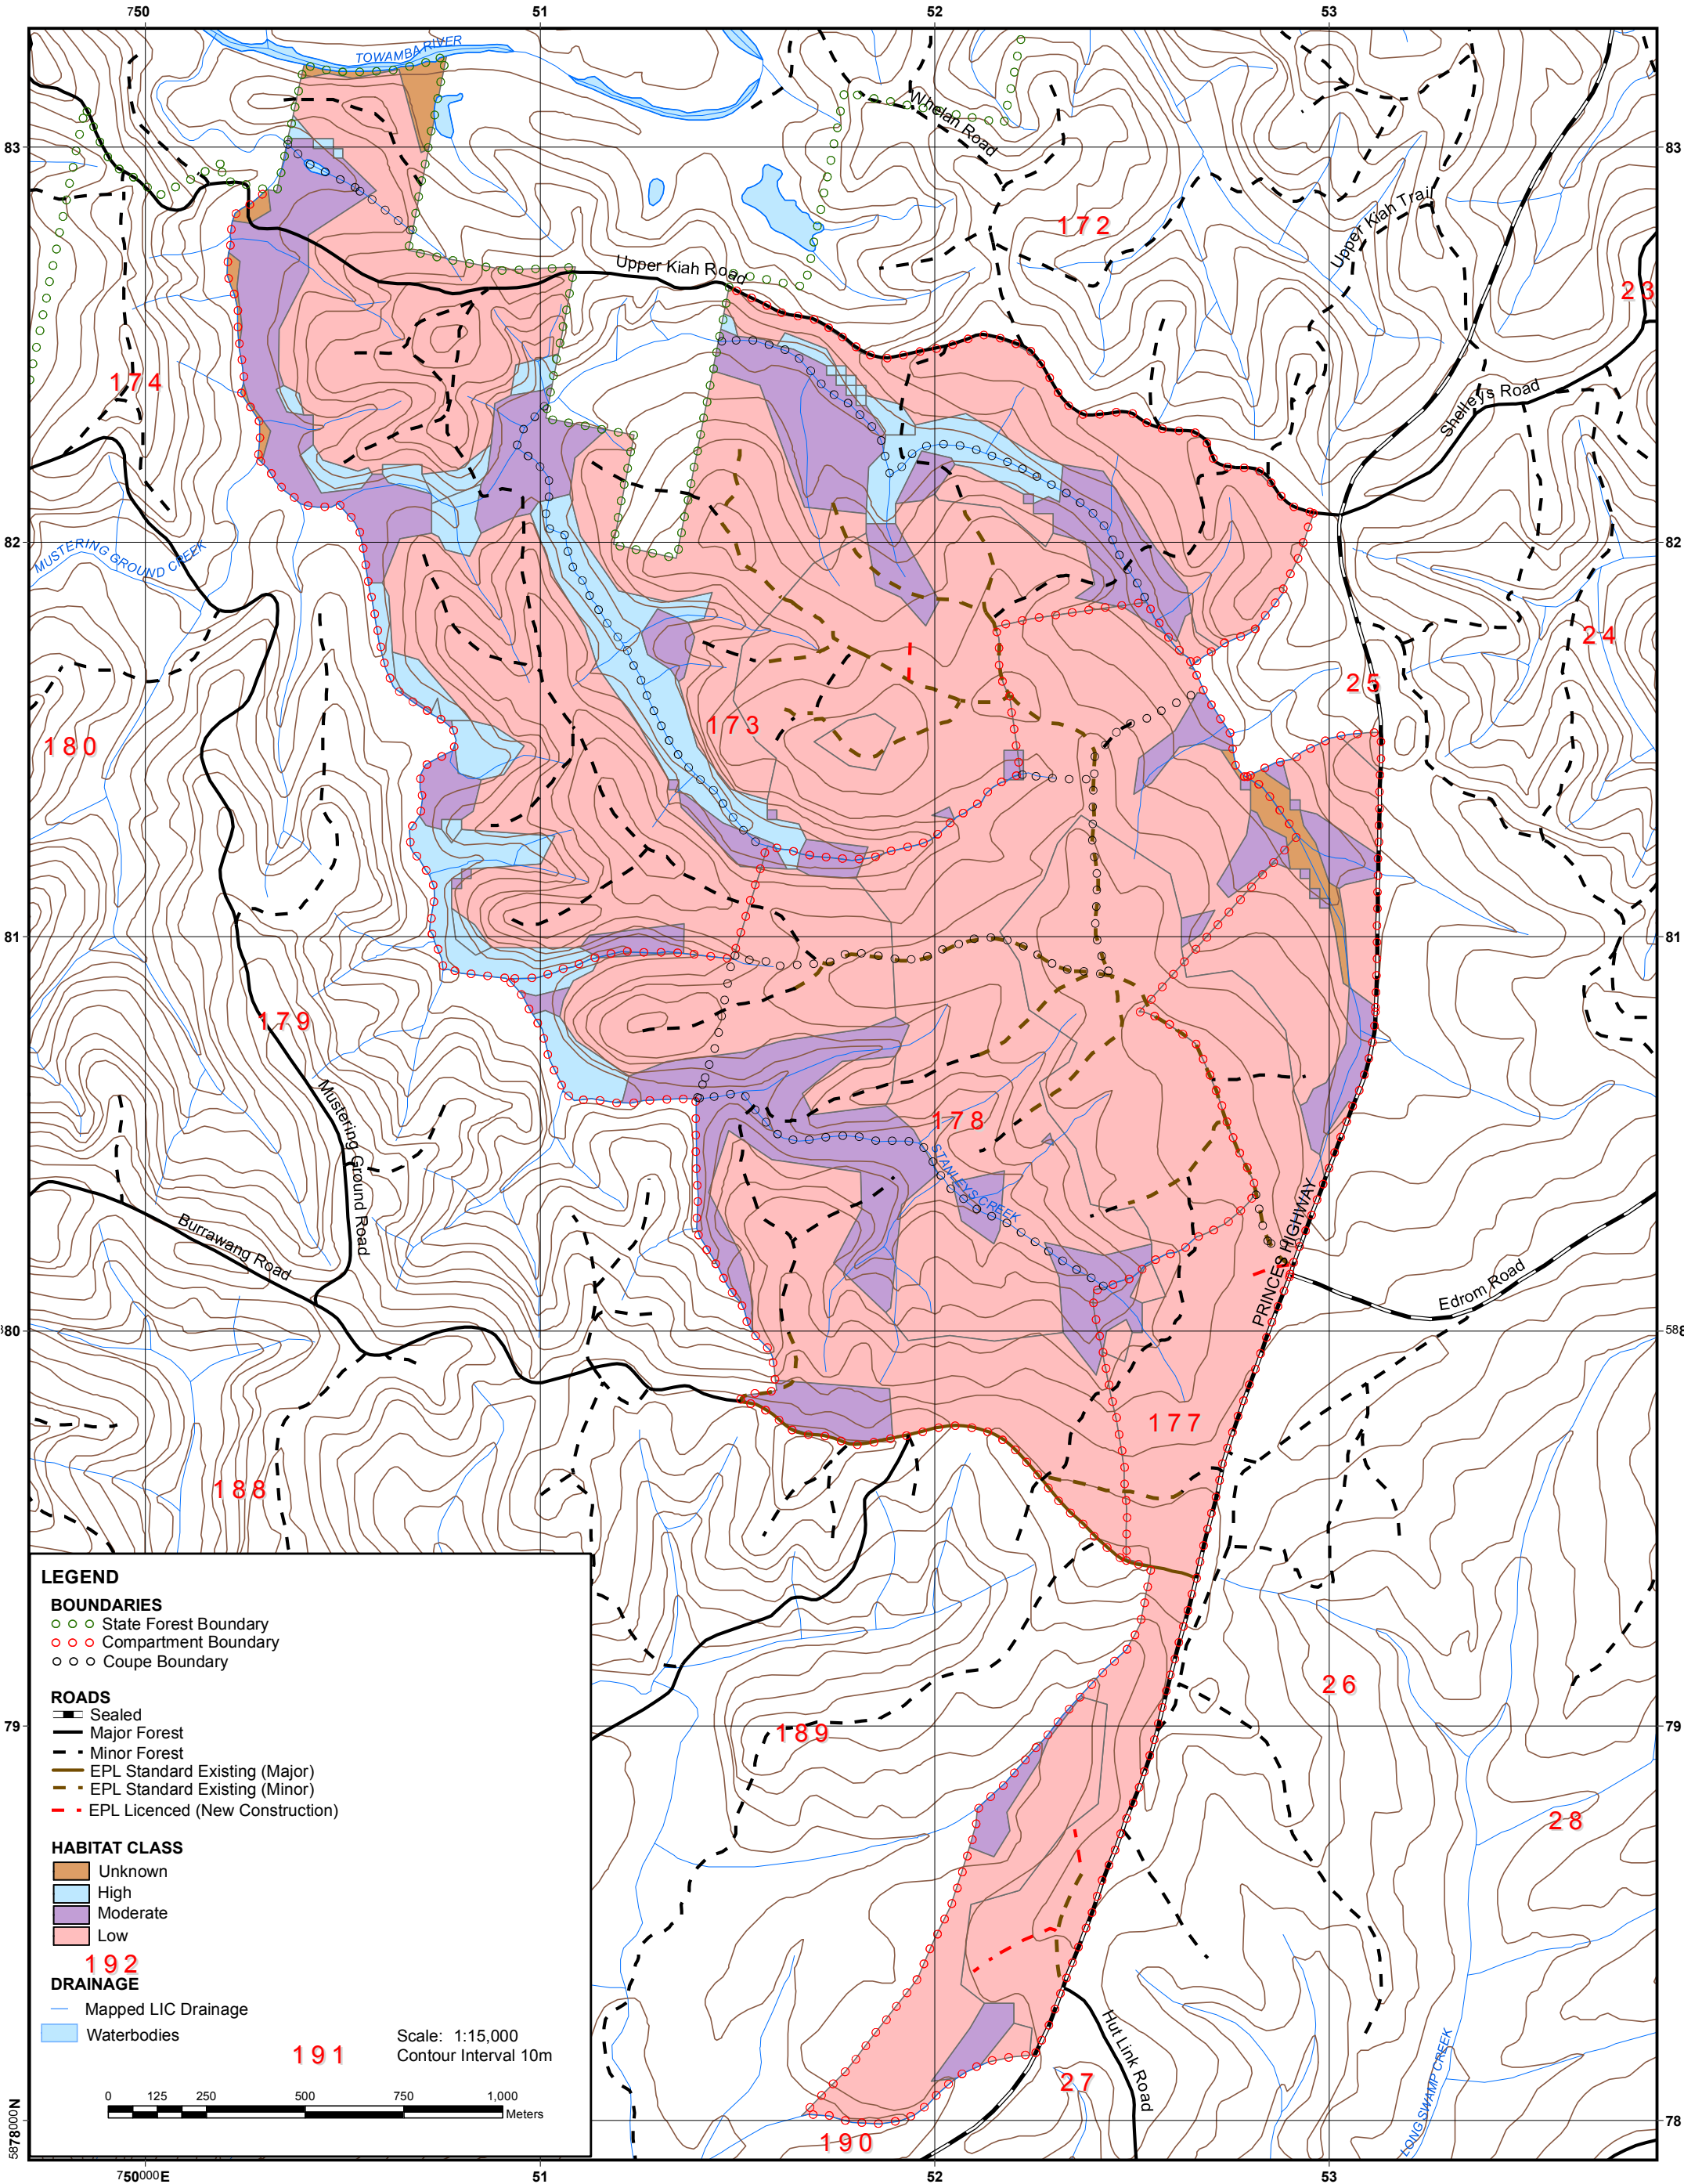 750 51 52 53
TOWAMBA RIVER
83 83
Whelan Road
172
Upper Kiah Trail
Upper Kiah Road
23
174
Shelleys Road
82 82
MUSTERING GROUND CREEK
24
25
173
180
81 81
179
178
STANLEYS CREEK
Mustering Ground Road
PRINCES HIGHWAY
Burrawang Road
Edrom Road
80 588
177
188
LEGEND
BOUNDARIES
State Forest Boundary
Compartment Boundary
Coupe Boundary
ROADS
Sealed
Major Forest
Minor Forest
EPL Standard Existing (Major)
EPL Standard Existing (Minor)
EPL Licenced (New Construction)
HABITAT CLASS
Unknown
High
Moderate
Low
192
DRAINAGE
Mapped LIC Drainage
Waterbodies
191
Scale: 1:15,000
Contour Interval 10m
0 125 250 500 750 1,000
Meters
26
189
79 79
28
Hut Link Road
27
LONG SWAMP CREEK
190
5878000N 78
750000E 51 52 53